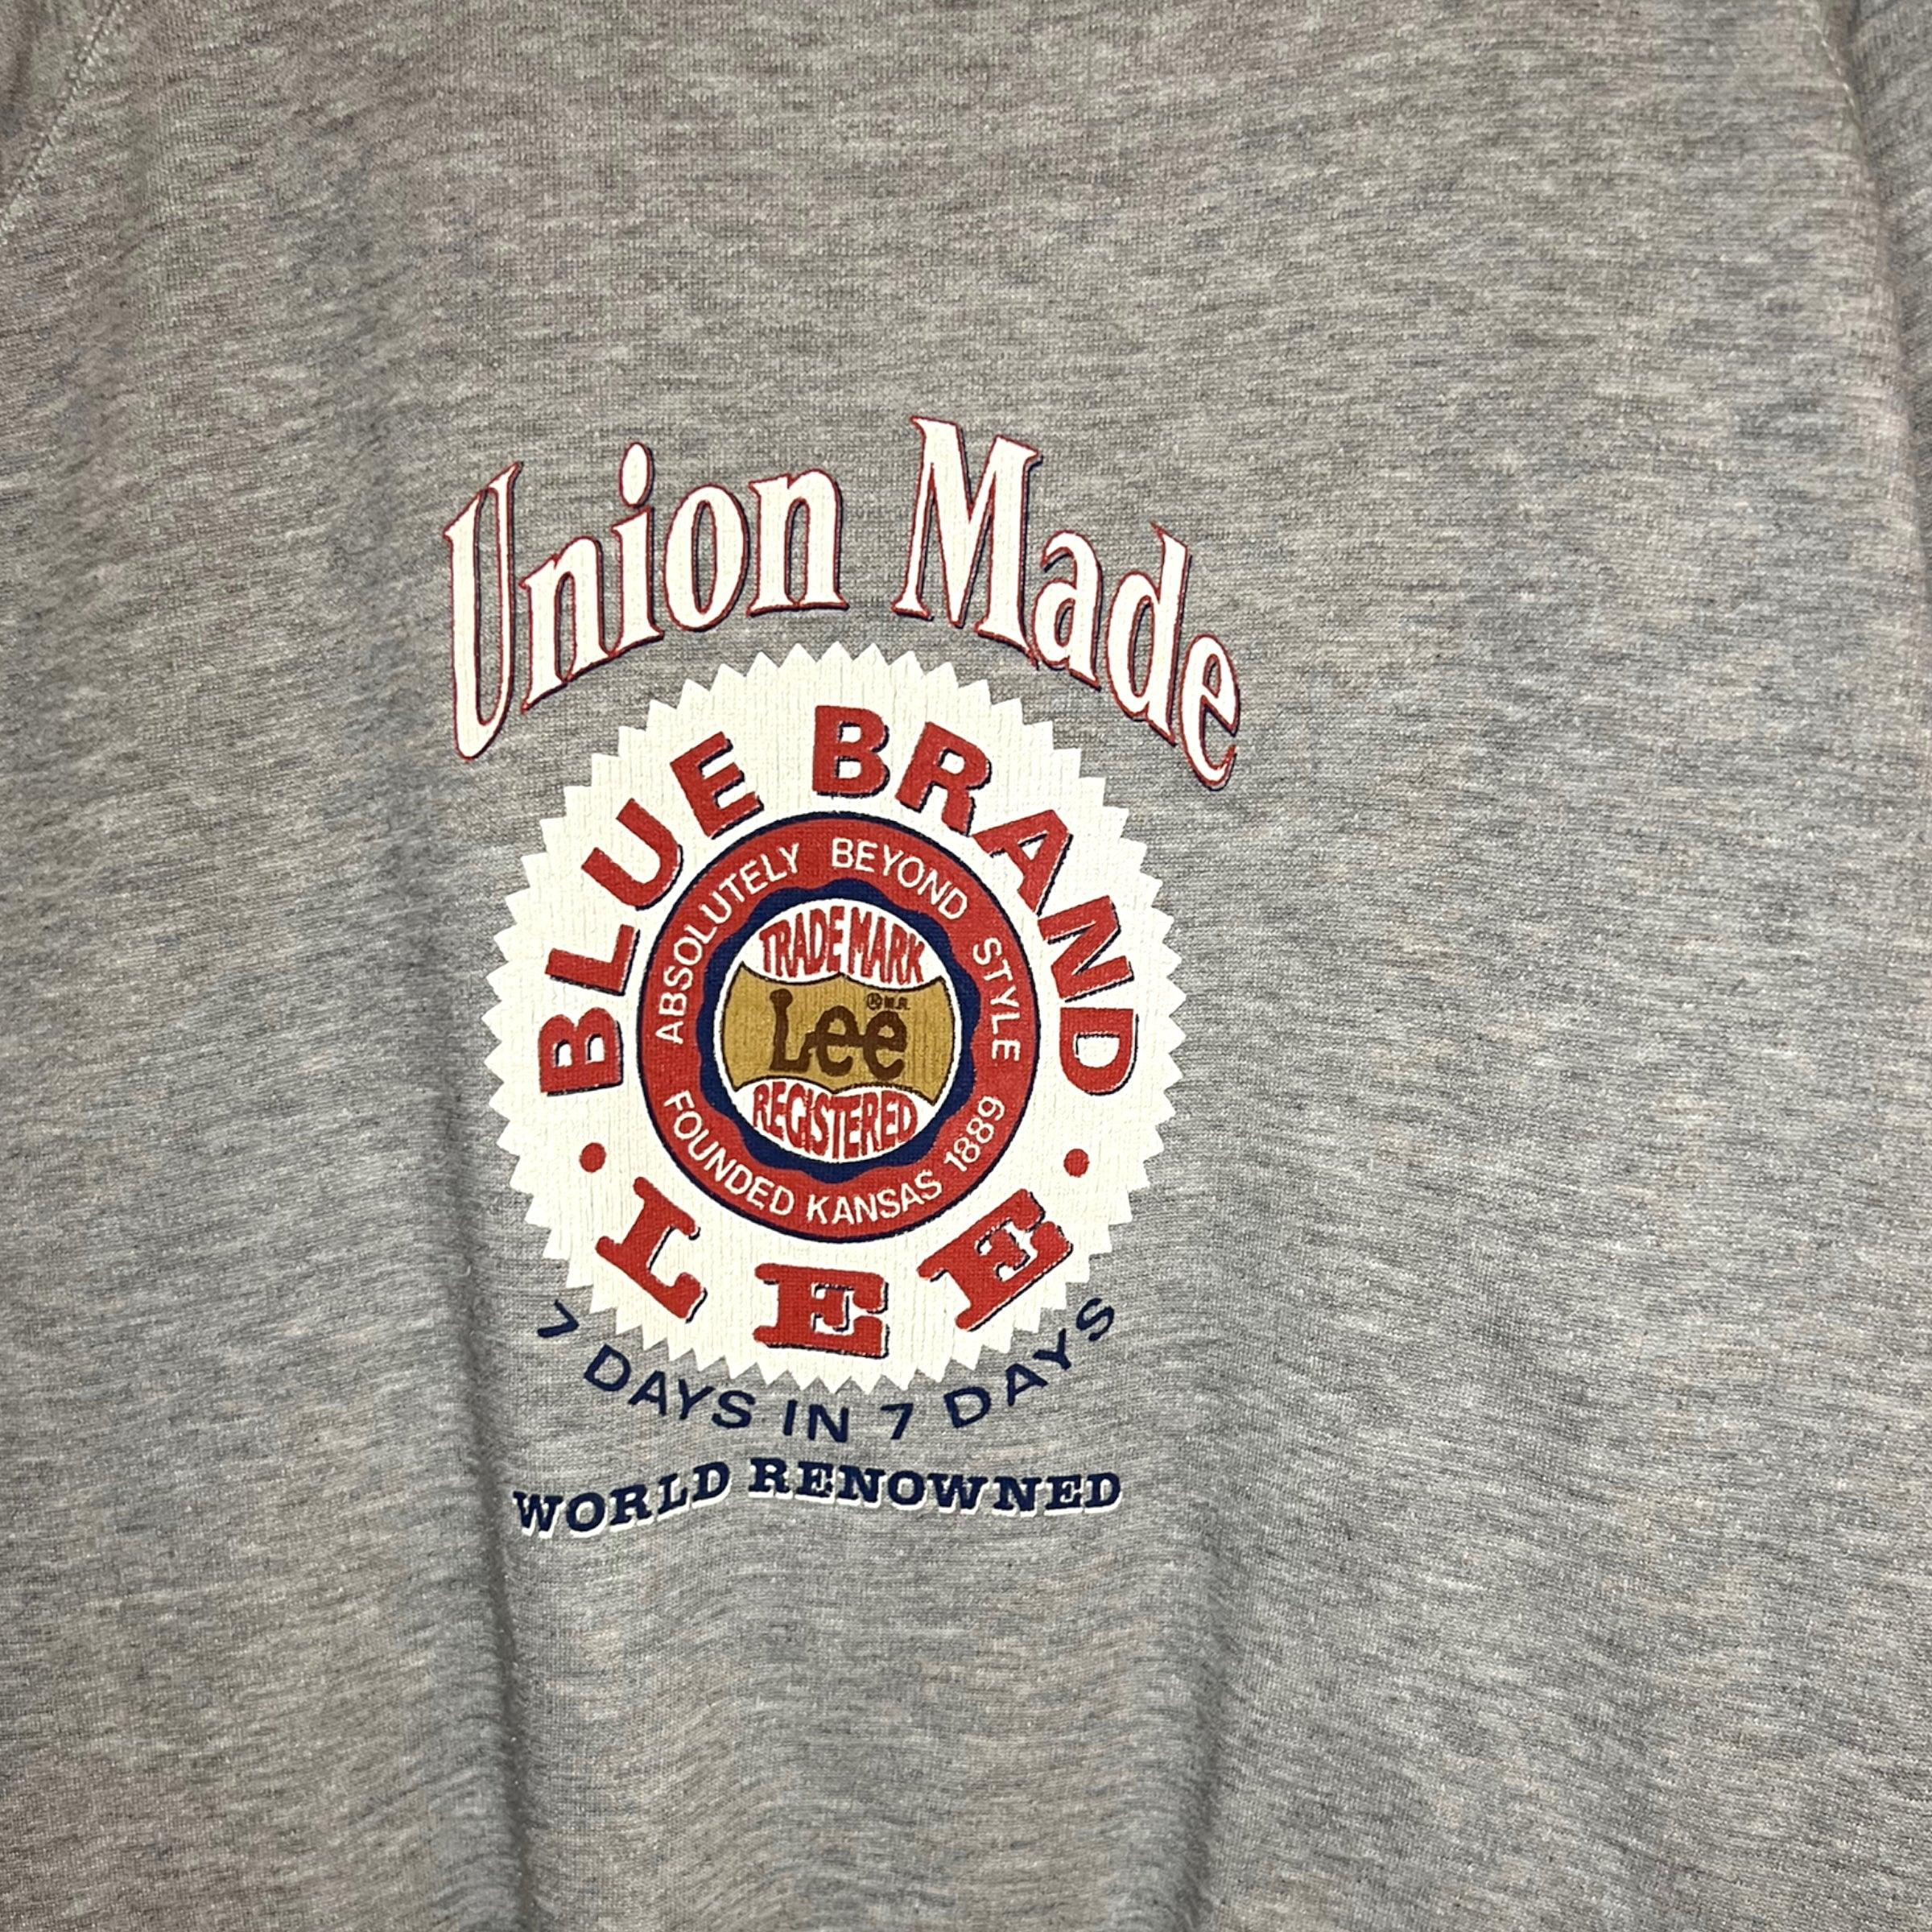 Union Made
BLUE BRAND
• LEE •
ABSOLUTELY BEYOND STYLE
FOUNDED KANSAS 1889
TRADE MARK
Lee ®
REGISTERED
7 DAYS IN 7 DAYS
WORLD RENOWNED